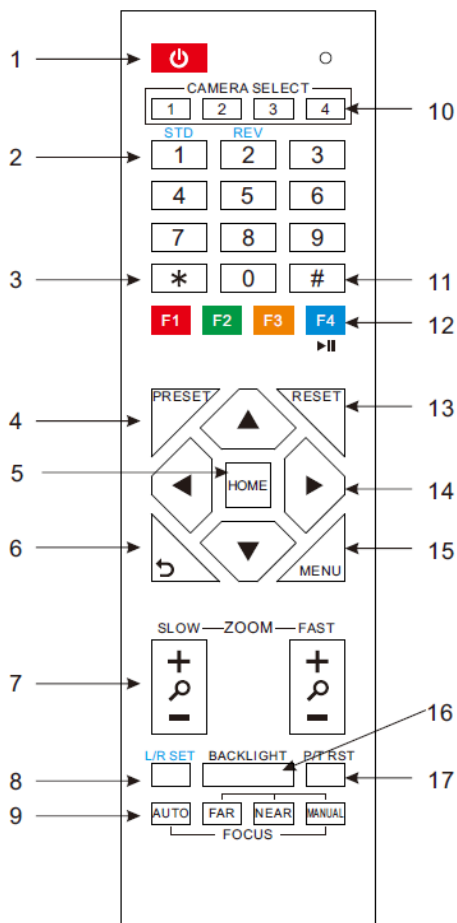 1
CAMERA SELECT
1 2 3 4
10
STD REV
2
1 2 3
4 5 6
7 8 9
3
* 0 #
11
F1 F2 F3 F4
12
PRESET RESET
4
13
5
HOME
14
6
15
MENU
SLOW ZOOM FAST
+ +
7
- -
16
L/R SET BACKLIGHT P/T RST
8
17
9
AUTO FAR NEAR MANUAL
FOCUS